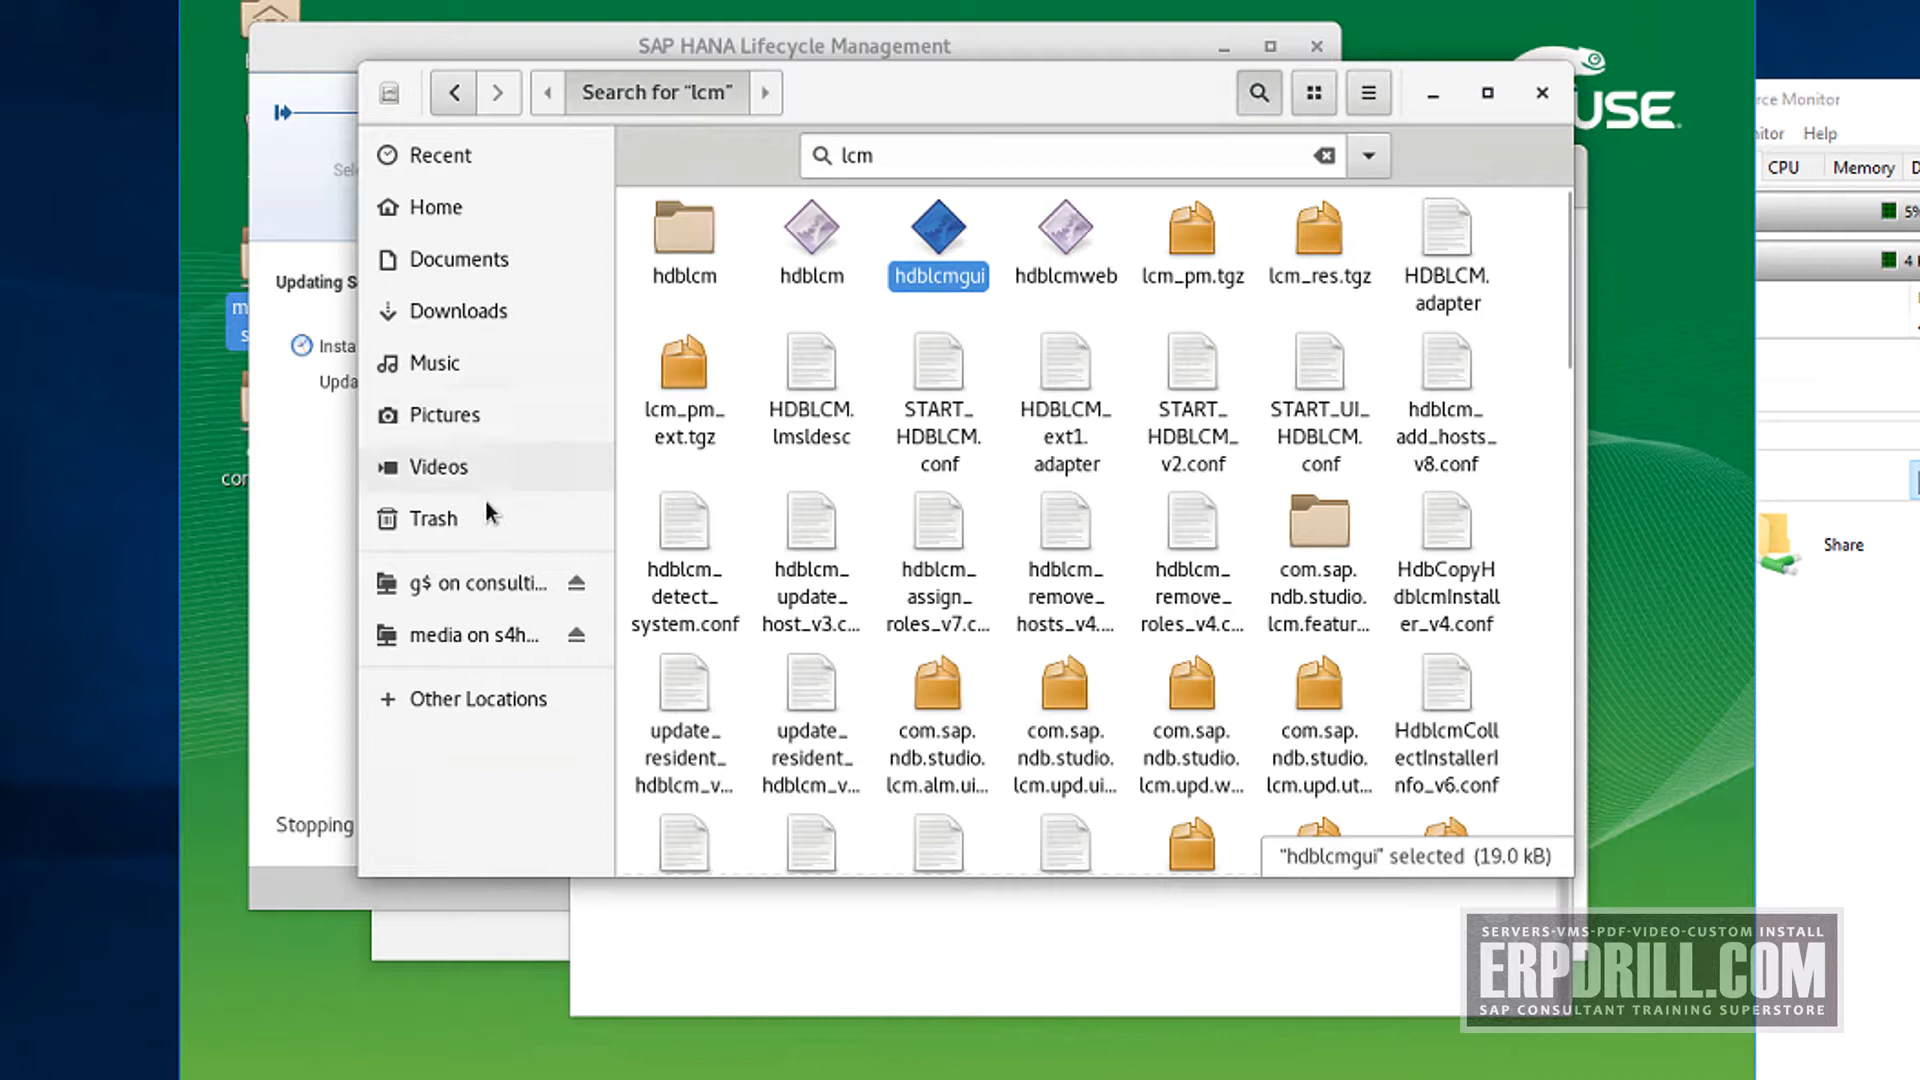 SAP HANA Lifecycle Management
Search for “lcm”
lcm
Recent
Home
Documents
Downloads
Music
Pictures
Videos
Trash
g$ on consulti...
media on s4h...
Other Locations
hdblcm
hdblcm
hdblcmgui
hdblcmweb
lcm_pm.tgz
lcm_res.tgz
HDBLCM.
adapter
lcm_pm_
ext.tgz
HDBLCM.
lmsldesc
START_
HDBLCM.
conf
HDBLCM_
ext1.
adapter
START_
HDBLCM_
v2.conf
START_UI_
HDBLCM.
conf
hdblcm_
add_hosts_
v8.conf
hdblcm_
detect_
system.conf
hdblcm_
update_
host_v3.c...
hdblcm_
assign_
roles_v7.c...
hdblcm_
remove_
hosts_v4....
hdblcm_
remove_
roles_v4.c...
com.sap.
ndb.studio.
lcm.featur...
HdbCopyH
dblcmInstall
er_v4.conf
update_
resident_
hdblcm_v...
update_
resident_
hdblcm_v...
com.sap.
ndb.studio.
lcm.alm.ui...
com.sap.
ndb.studio.
lcm.upd.ui...
com.sap.
ndb.studio.
lcm.upd.w...
com.sap.
ndb.studio.
lcm.upd.ut...
HdblcmColl
ectInstallerI
nfo_v6.conf
"hdblcmgui" selected (19.0 kB)
Sele
Updating S
Insta
Upda
Stopping
m
s
con
USE
rce Monitor
itor Help
CPU Memory D
5%
4
Share
SERVERS-VMS-PDF-VIDEO-CUSTOM INSTALL
ERPDRILL.COM
SAP CONSULTANT TRAINING SUPERSTORE